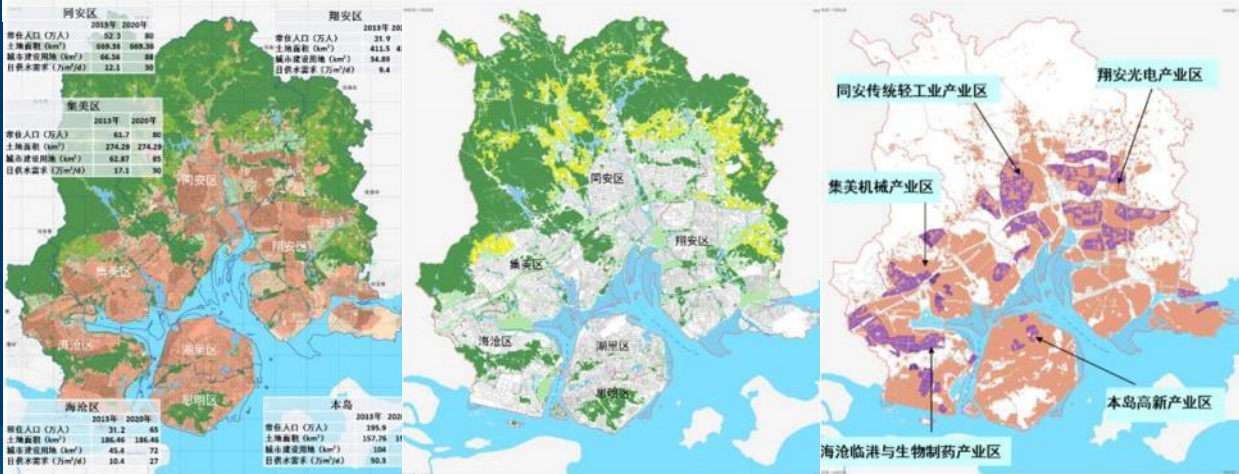 同安区
2013年 2020年
常住人口（万人） 52.3 80
土地面积（km²） 669.36 669.36
城市建设用地（km²） 66.56 88
日供水需求（万m³/d） 12.1 30
翔安区
2013年
常住人口（万人） 31.9
土地面积（km²） 411.5
城市建设用地（km²） 34.89
日供水需求（万m³/d） 9.4
集美区
2013年 2020年
常住人口（万人） 61.7 80
土地面积（km²） 274.29 274.29
城市建设用地（km²） 62.87 85
日供水需求（万m³/d） 17.1 30
同安区
翔安区
集美区
海沧区
湖里区
思明区
海沧区
2013年 2020年
常住人口（万人） 31.2 65
土地面积（km²） 186.46 186.46
城市建设用地（km²） 45.4 72
日供水需求（万m³/d） 10.4 27
本岛
2013年
常住人口（万人） 195.9
土地面积（km²） 157.76
城市建设用地（km²） 104
日供水需求（万m³/d） 50.3
同安区
翔安区
集美区
海沧区
湖里区
思明区
同安传统轻工业产业区
翔安光电产业区
集美机械产业区
本岛高新产业区
海沧临港与生物制药产业区